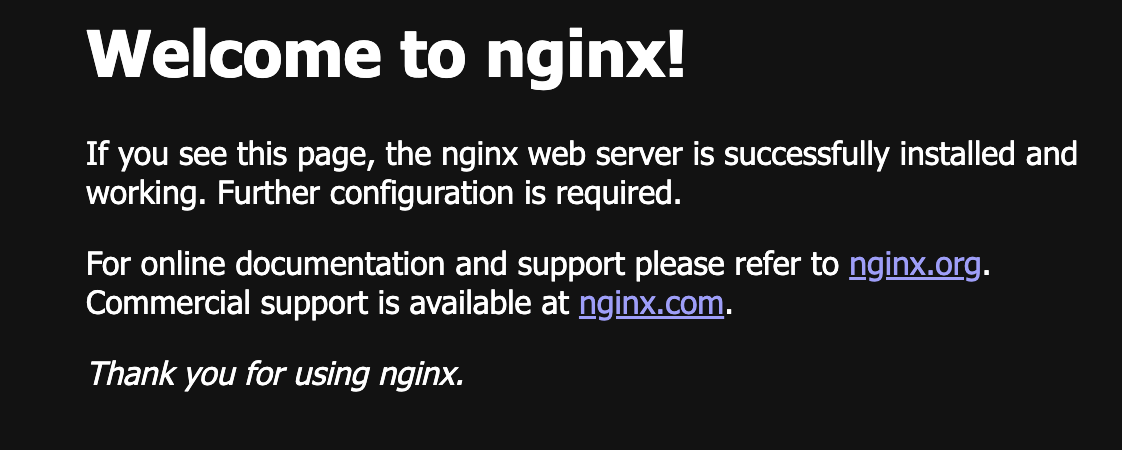 Welcome to nginx!
If you see this page, the nginx web server is successfully installed and
working. Further configuration is required.
For online documentation and support please refer to nginx.org.
Commercial support is available at nginx.com.
Thank you for using nginx.